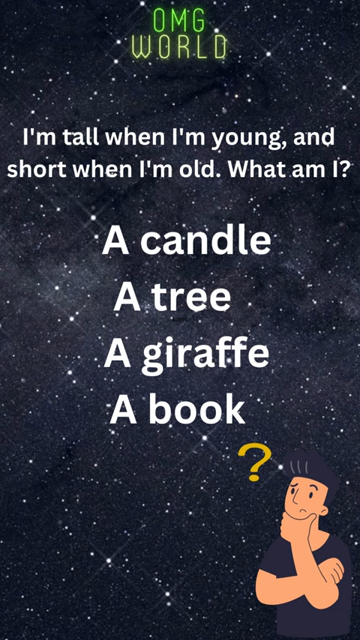 OMG
WORLD
I'm tall when I'm young, and
short when I'm old. What am I?
A candle
A tree
A giraffe
A book
?